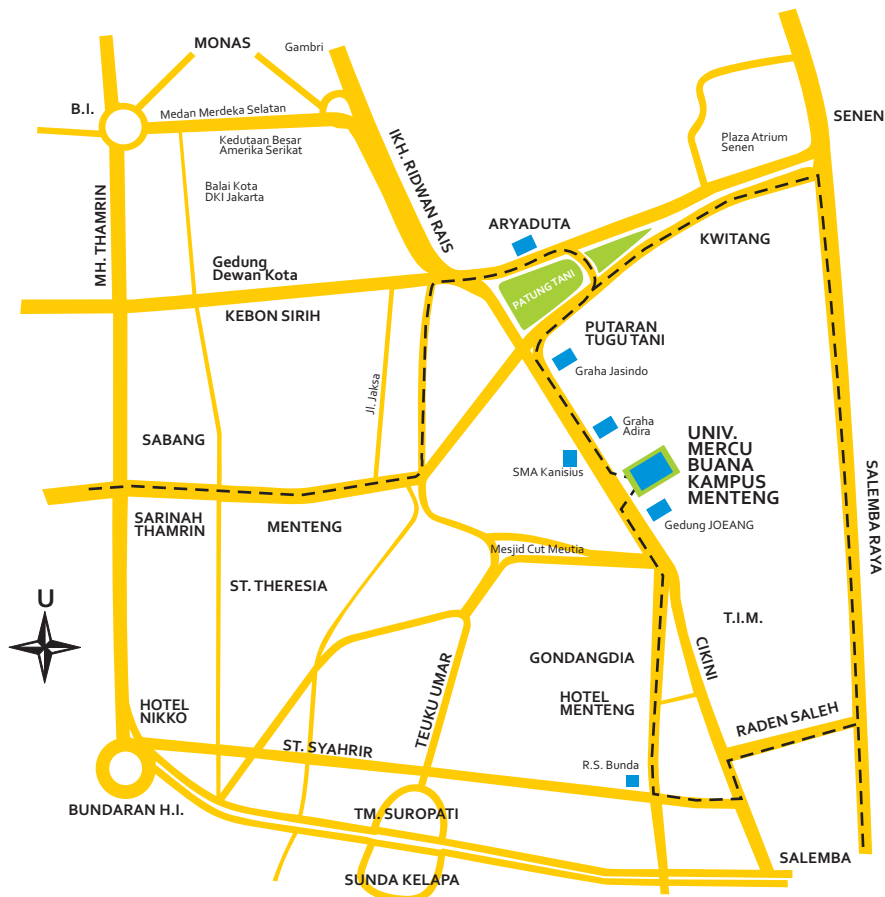 MONAS
Gambri
B.I.
Medan Merdeka Selatan
SENEN
Kedutaan Besar
Amerika Serikat
Plaza Atrium
Senen
IKH. RIDWAN RAIS
Balai Kota
DKI Jakarta
MH. THAMRIN
ARYADUTA
KWITANG
Gedung
Dewan Kota
PATUNG TANI
KEBON SIRIH
PUTARAN
TUGU TANI
Graha Jasindo
Jl. Jaksa
Graha
Adira
UNIV.
MERCU
BUANA
KAMPUS
MENTENG
SABANG
SMA Kanisius
SALEMBA RAYA
SARINAH
THAMRIN
MENTENG
Gedung JOEANG
Mesjid Cut Meutia
ST. THERESIA
U
T.I.M.
CIKINI
GONDANGDIA
TEUKU UMAR
HOTEL
MENTENG
HOTEL
NIKKO
RADEN SALEH
ST. SYAHRIR
R.S. Bunda
BUNDARAN H.I.
TM. SUROPATI
SALEMBA
SUNDA KELAPA